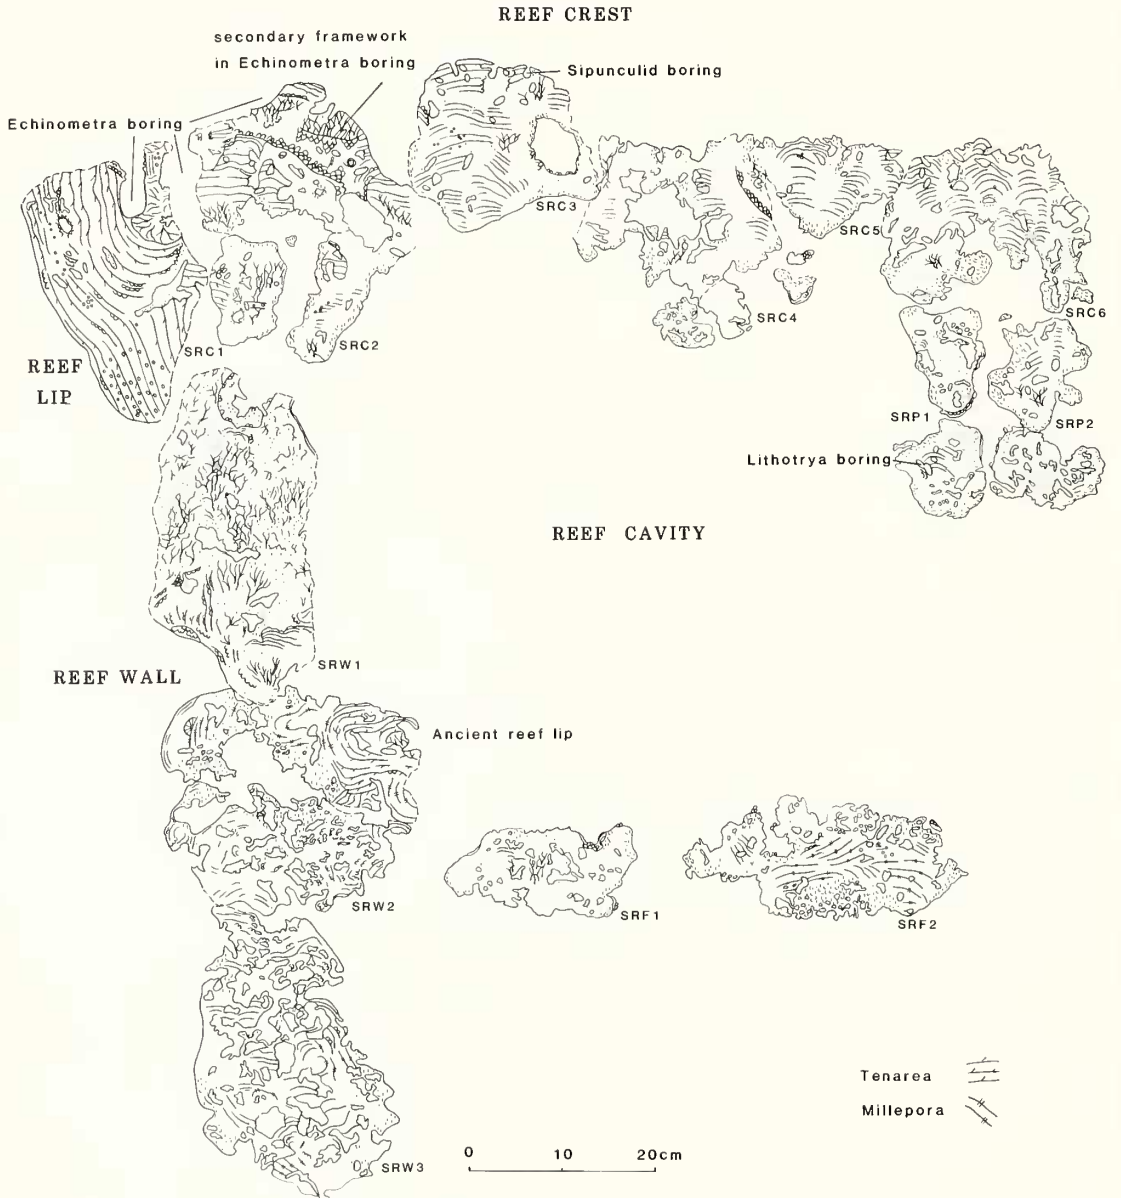 REEF CREST
secondary framework
in Echinometra boring
Sipunculid boring
Echinometra boring
SRC3
SRC5
SRC4
SRC6
SRC1
SRC2
REEF
LIP
SRP1
SRP2
Lithotrya boring
REEF CAVITY
SRW1
REEF WALL
Ancient reef lip
SRW2
SRF1
SRF2
Tenarea
Millepora
0 10 20cm
SRW3